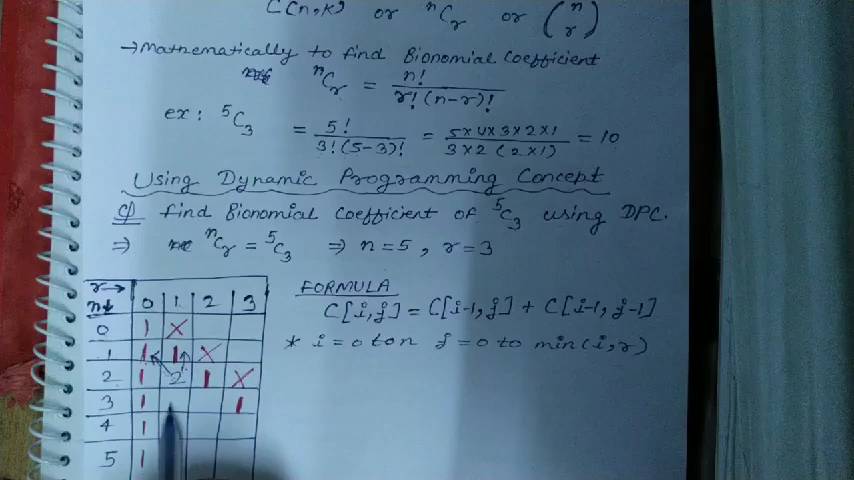 C(n,k) or ⁿCᵣ or (n r)
→ Mathematically to find Bionomial Coefficient
ⁿCᵣ = n! / r!(n-r)!
ex: ⁵C₃ = 5! / 3!(5-3)! = 5×4×3×2×1 / 3×2(2×1) = 10
Using Dynamic Programming Concept
Q find Bionomial Coefficient of ⁵C₃ using DPC.
⇒ ⁿCᵣ = ⁵C₃ ⇒ n=5, r=3
r→ 0 1 2 3
n↓
0 1 X
1 1 1 X
2 1 2 1 X
3 1 1
4 1
5 1
FORMULA
C[i,j] = C[i-1,j] + C[i-1,j-1]
* i=0 to n j=0 to min(i,r)